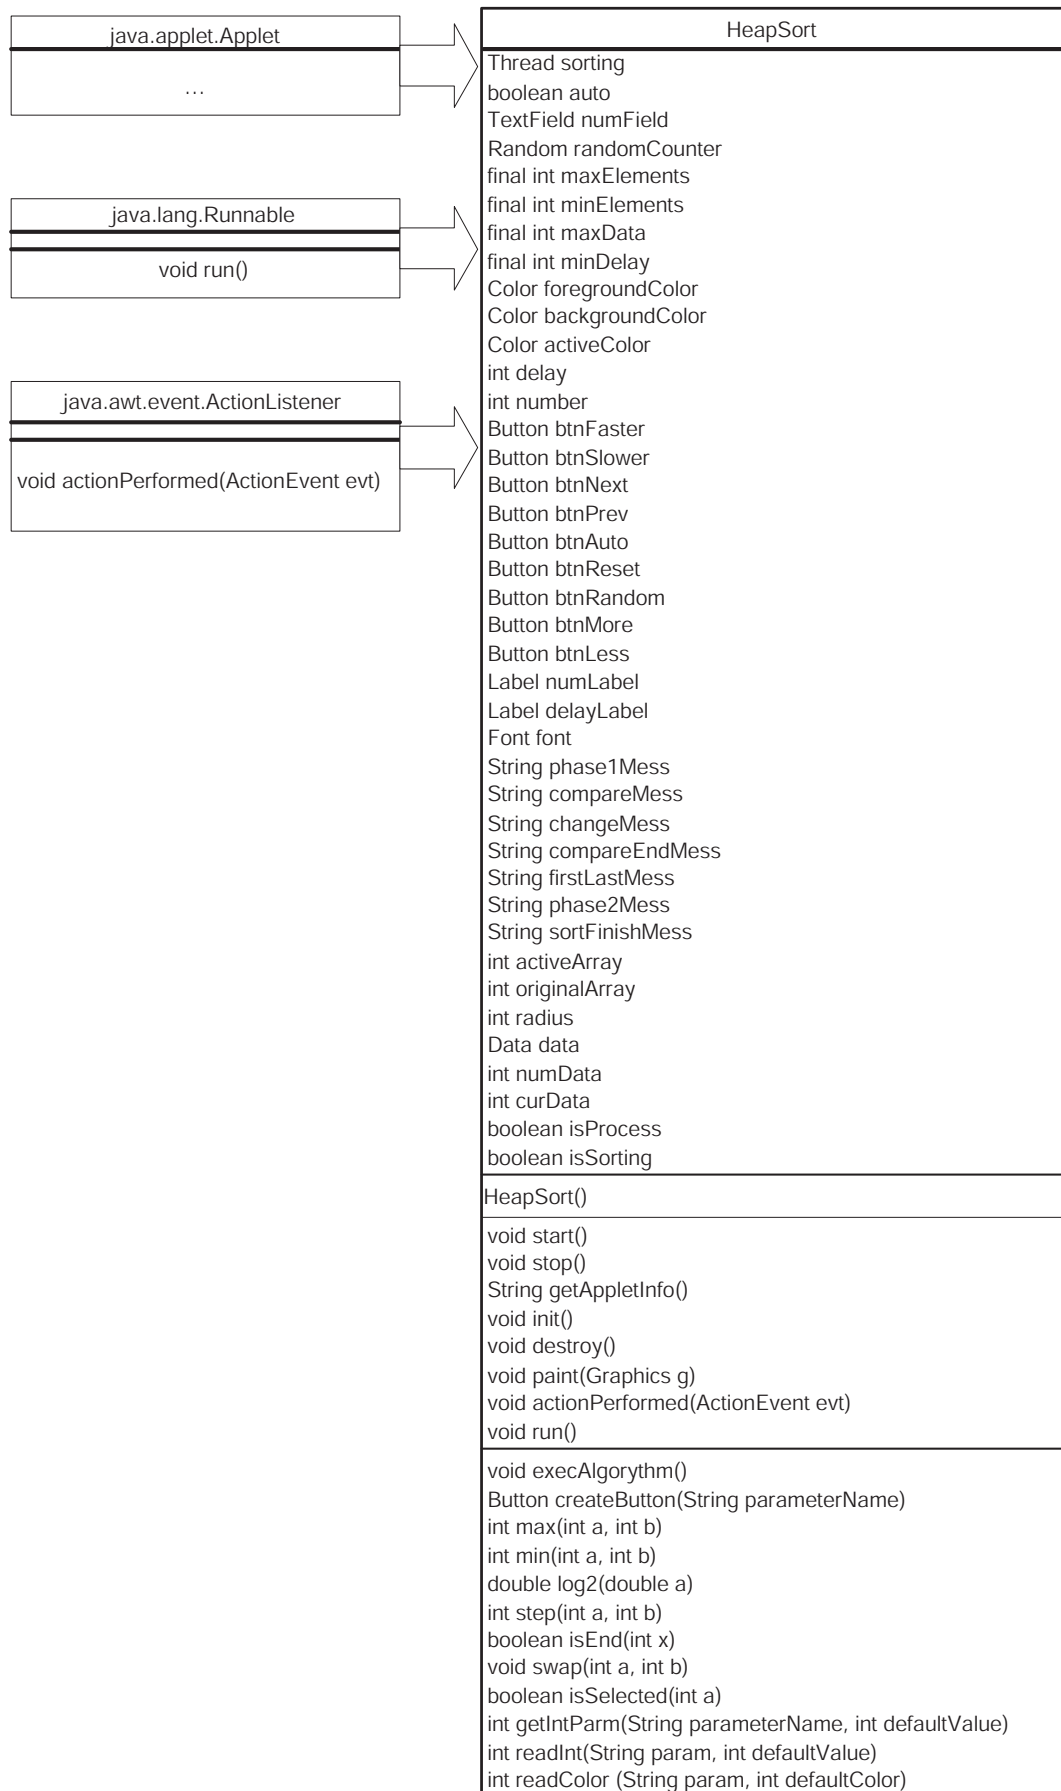 java.applet.Applet
...
java.lang.Runnable
void run()
java.awt.event.ActionListener
void actionPerformed(ActionEvent evt)
HeapSort
Thread sorting
boolean auto
TextField numField
Random randomCounter
final int maxElements
final int minElements
final int maxData
final int minDelay
Color foregroundColor
Color backgroundColor
Color activeColor
int delay
int number
Button btnFaster
Button btnSlower
Button btnNext
Button btnPrev
Button btnAuto
Button btnReset
Button btnRandom
Button btnMore
Button btnLess
Label numLabel
Label delayLabel
Font font
String phase1Mess
String compareMess
String changeMess
String compareEndMess
String firstLastMess
String phase2Mess
String sortFinishMess
int activeArray
int originalArray
int radius
Data data
int numData
int curData
boolean isProcess
boolean isSorting
HeapSort()
void start()
void stop()
String getAppletInfo()
void init()
void destroy()
void paint(Graphics g)
void actionPerformed(ActionEvent evt)
void run()
void execAlgorythm()
Button createButton(String parameterName)
int max(int a, int b)
int min(int a, int b)
double log2(double a)
int step(int a, int b)
boolean isEnd(int x)
void swap(int a, int b)
boolean isSelected(int a)
int getIntParm(String parameterName, int defaultValue)
int readInt(String param, int defaultValue)
int readColor (String param, int defaultColor)